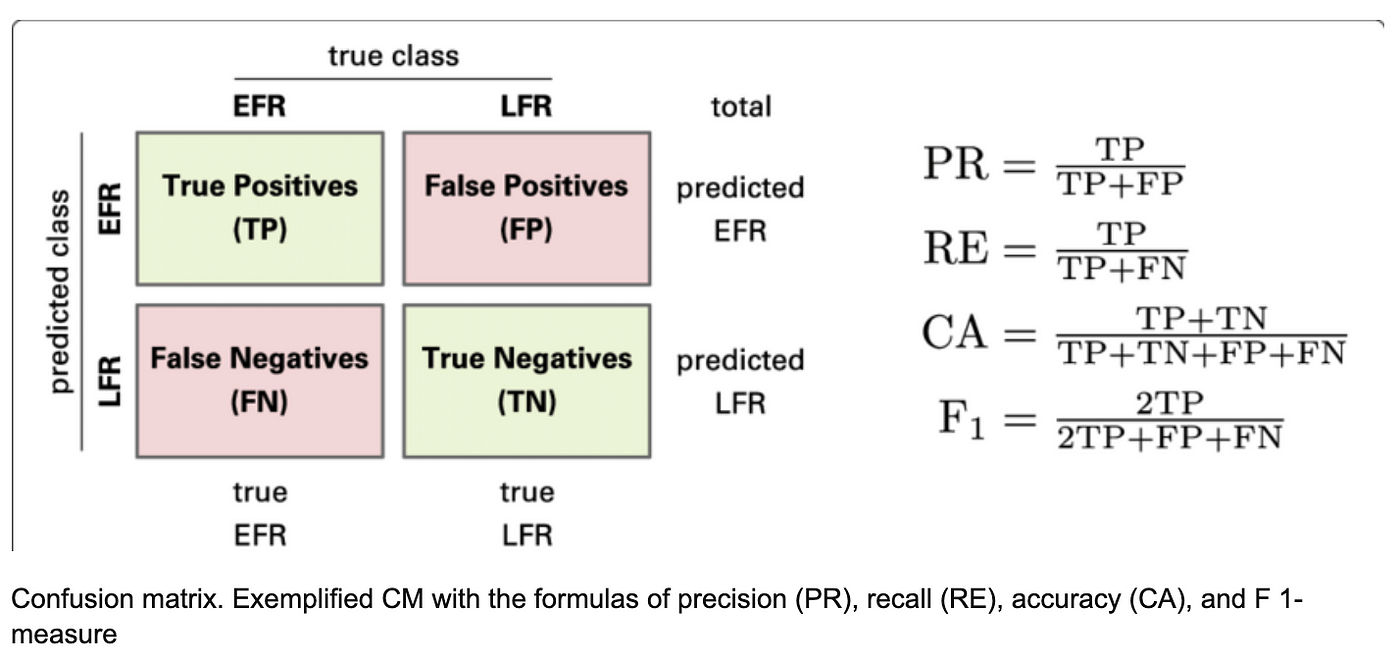 true class
EFR LFR total
predicted class
EFR
True Positives
(TP)
False Positives
(FP)
predicted
EFR
LFR
False Negatives
(FN)
True Negatives
(TN)
predicted
LFR
true
EFR
true
LFR
PR = TP / TP+FP
RE = TP / TP+FN
CA = TP+TN / TP+TN+FP+FN
F₁ = 2TP / 2TP+FP+FN
Confusion matrix. Exemplified CM with the formulas of precision (PR), recall (RE), accuracy (CA), and F 1-
measure